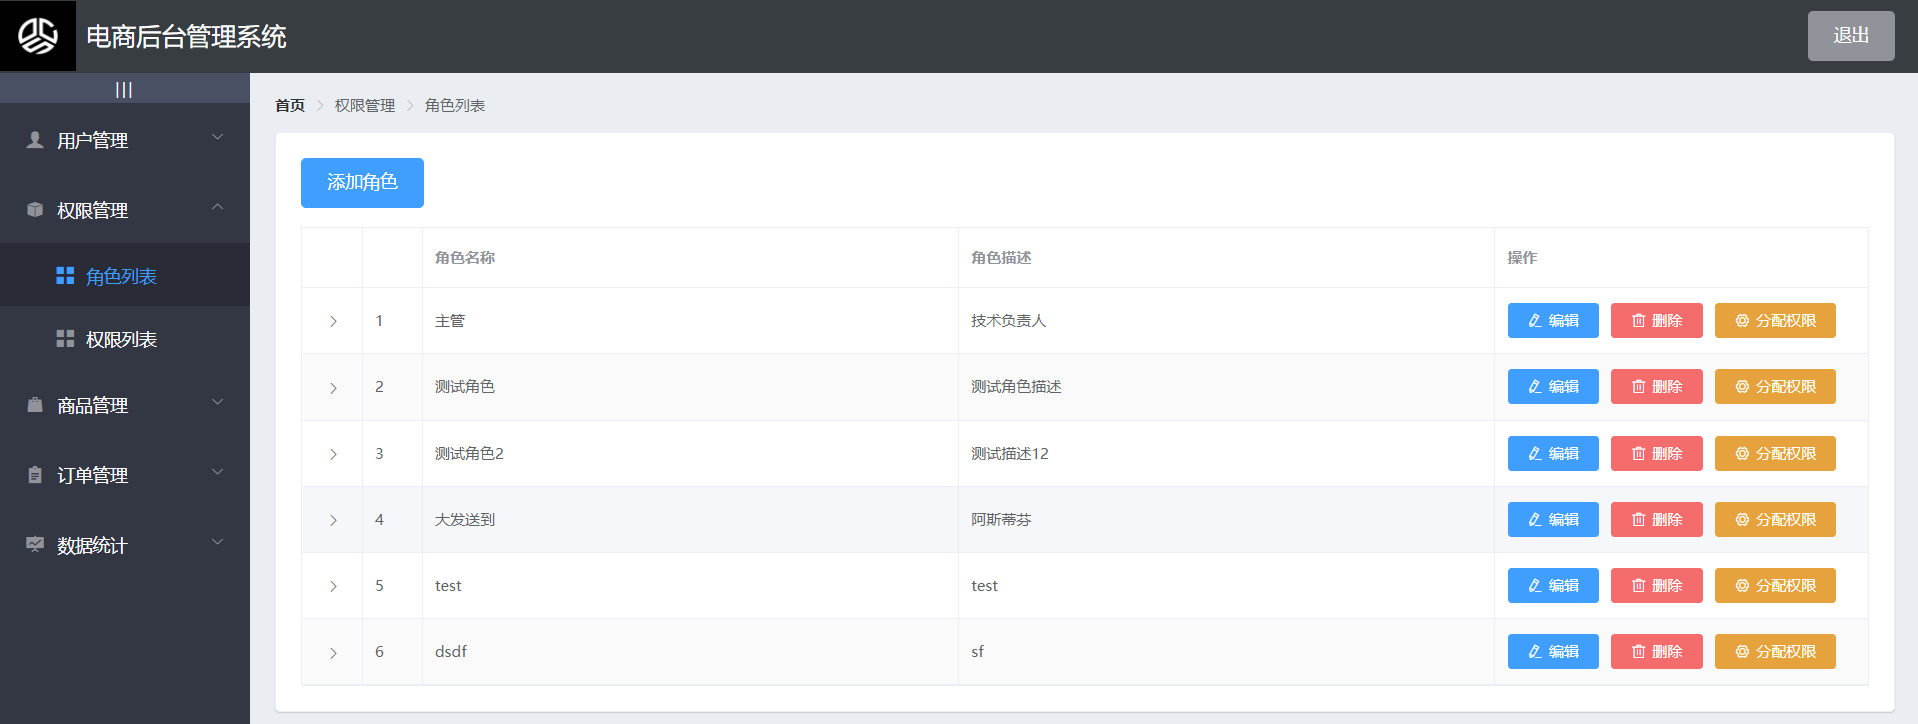 电商后台管理系统
退出
|||
首页 > 权限管理 > 角色列表
用户管理
权限管理
角色列表
权限列表
商品管理
订单管理
数据统计
添加角色
角色名称 角色描述 操作
1 主管 技术负责人 编辑 删除 分配权限
2 测试角色 测试角色描述 编辑 删除 分配权限
3 测试角色2 测试描述12 编辑 删除 分配权限
4 大发送到 阿斯蒂芬 编辑 删除 分配权限
5 test test 编辑 删除 分配权限
6 dsdf sf 编辑 删除 分配权限